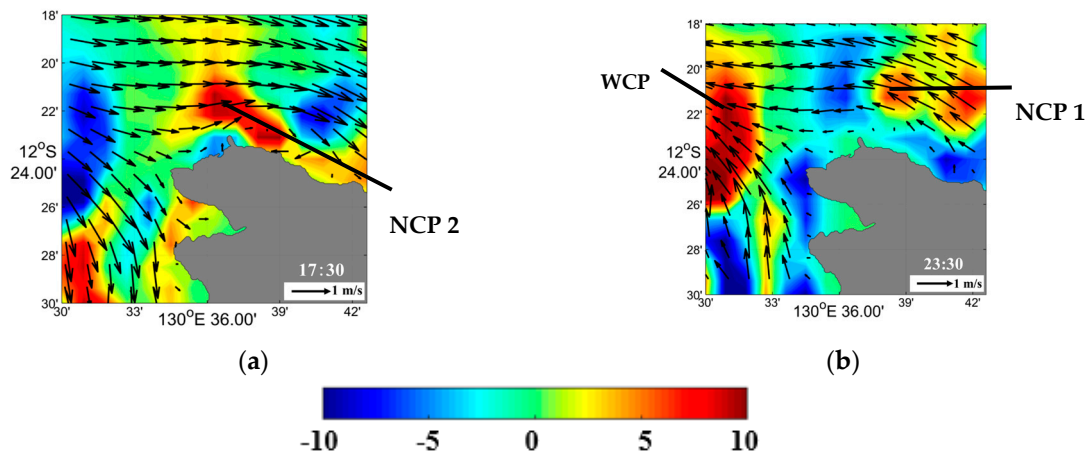 18'
20'
22'
12°S
24.00'
26'
28'
30'
30'
33'
130°E 36.00'
39'
42'
17:30
1 m/s
NCP 2
(a)
18'
20'
22'
12°S
24.00'
26'
28'
30'
30'
33'
130°E 36.00'
39'
42'
23:30
1 m/s
WCP
NCP 1
(b)
-10 -5 0 5 10